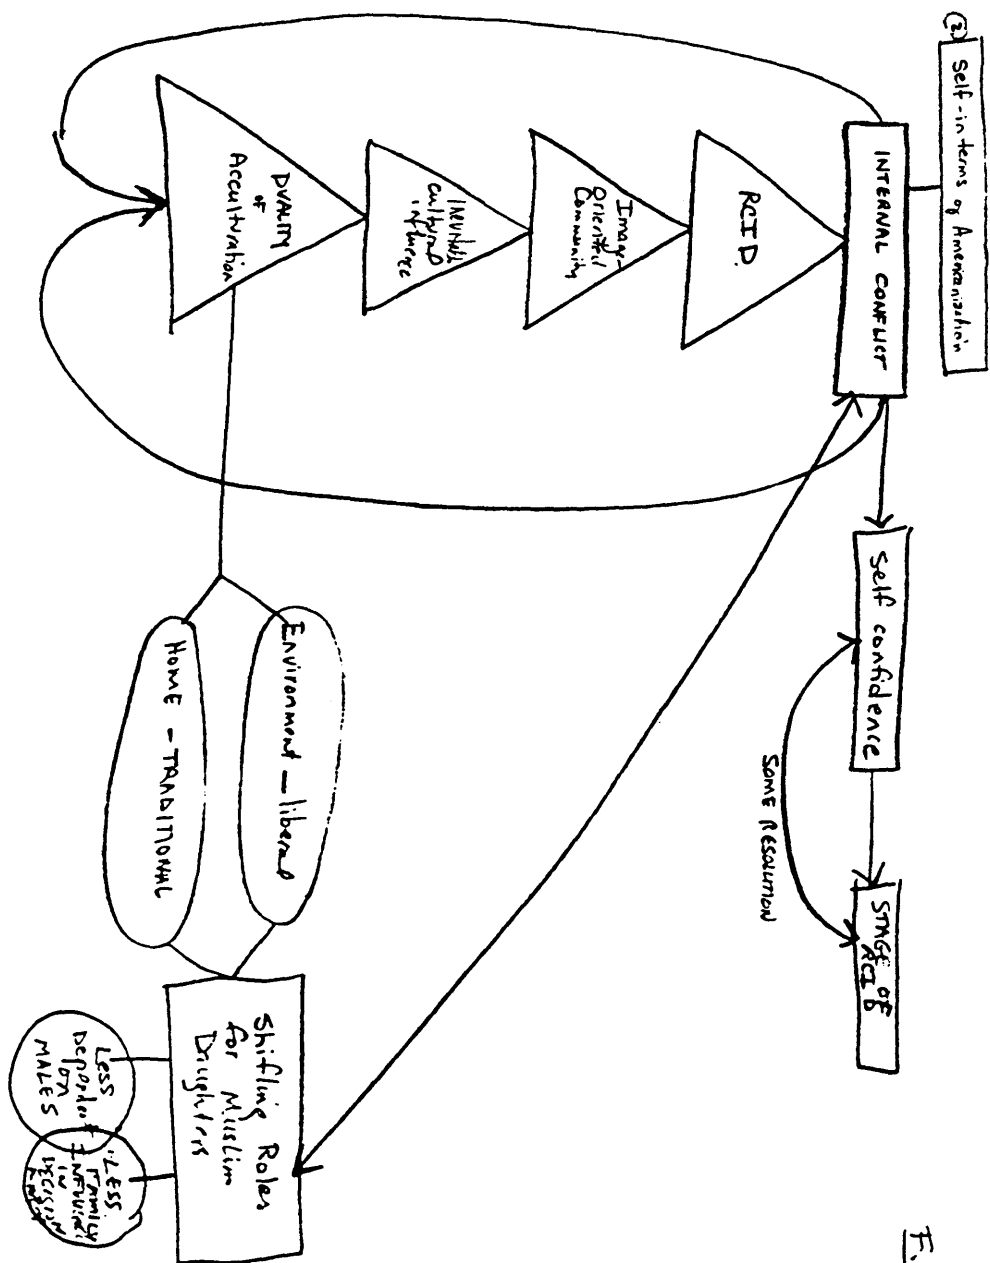 (2)
Self-in terms of Americanization
INTERNAL CONFLICT
Self confidence
STAGE OF
RCID
SOME RESOLUTION
RCID.
Image-
Oriented
Community
cultural
influence
DUALITY
of
Acculturation
Environment - liberal
HOME - TRADITIONAL
Shifting Roles
for Muslim
Daughters
Less
Dependent
on
MALES
"LESS
FAMILY
IN
DECISION
F.